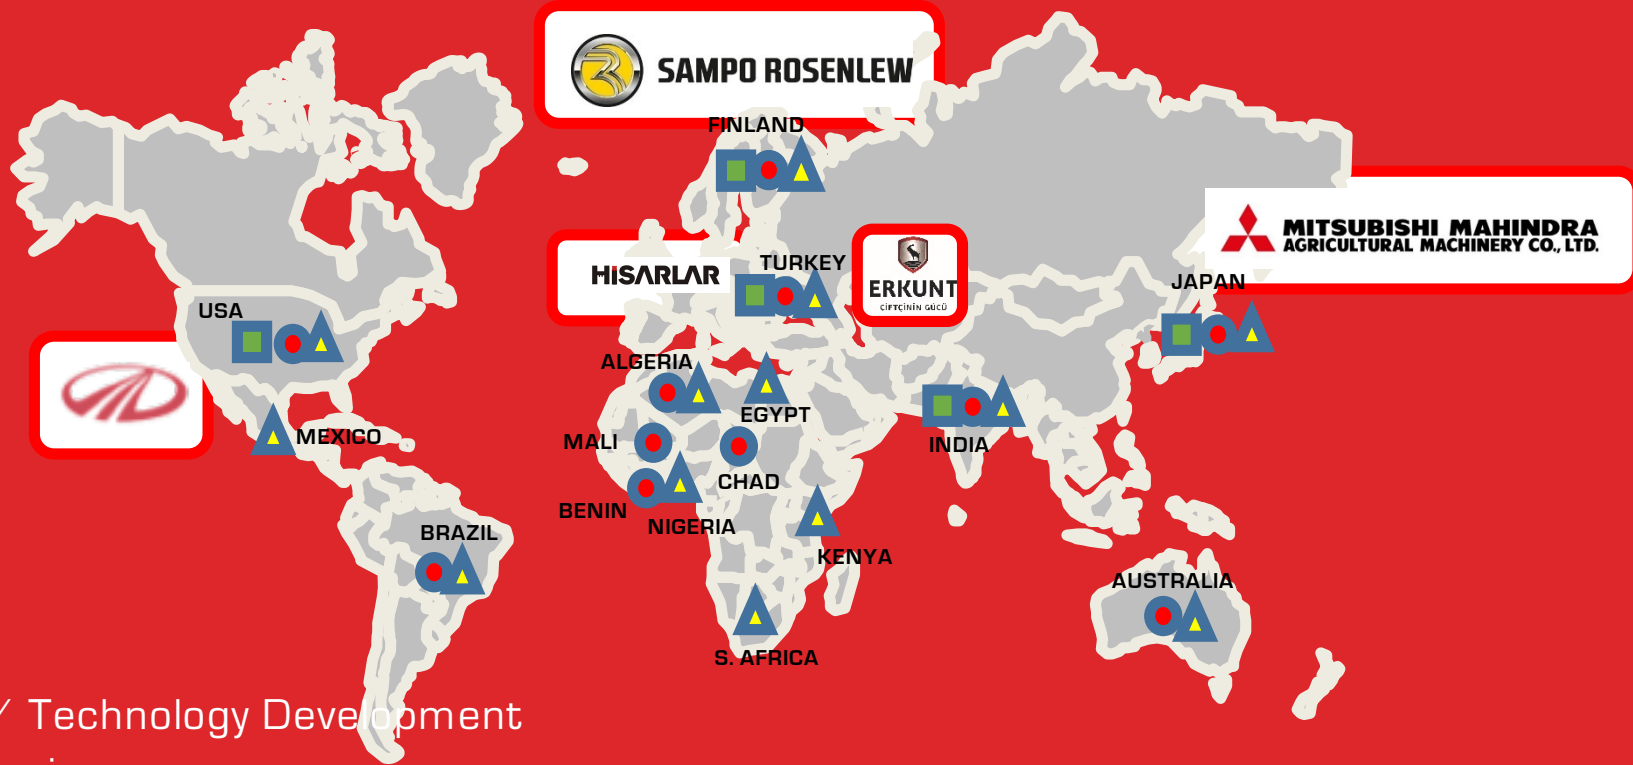 SAMPO ROSENLEW
FINLAND
MITSUBISHI MAHINDRA
AGRICULTURAL MACHINERY CO., LTD.
HiSARLAR
TURKEY
ERKUNT
ÇİFTÇİNİN GÜCÜ
JAPAN
USA
ALGERIA
EGYPT
MEXICO
MALI
INDIA
CHAD
BENIN
NIGERIA
BRAZIL
KENYA
AUSTRALIA
S. AFRICA
/ Technology Development